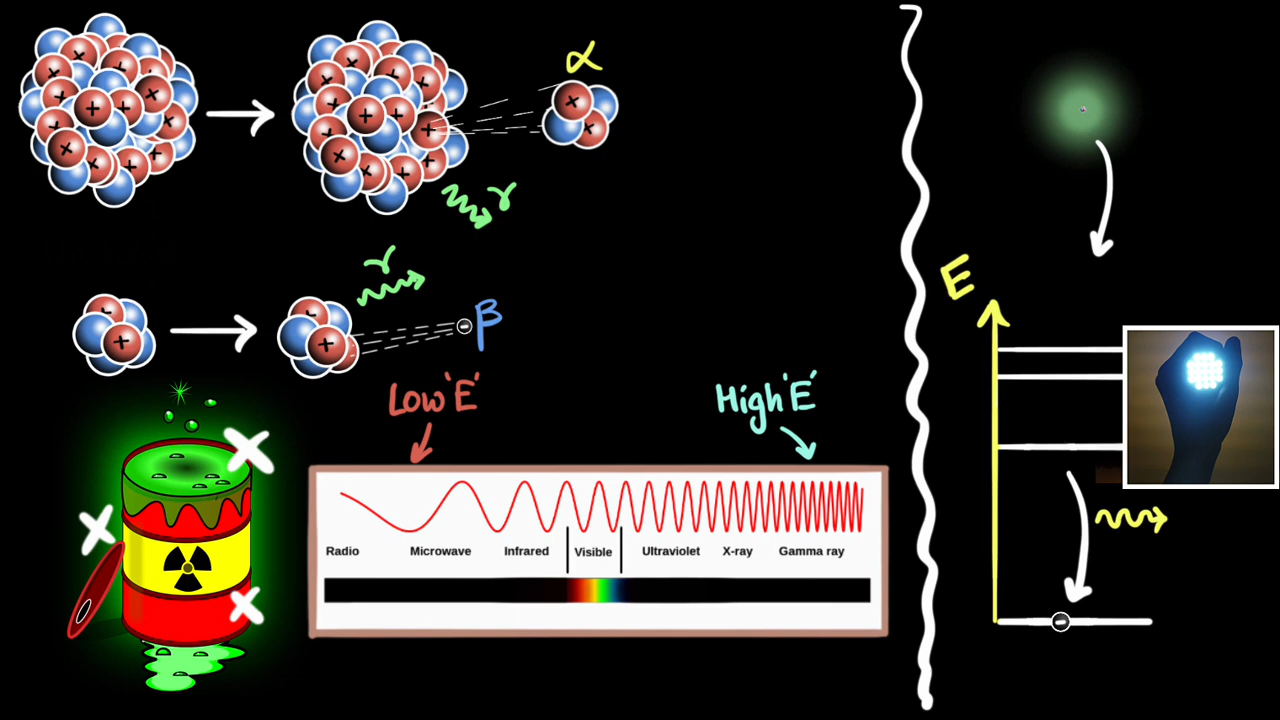 α
γ
γ
β
Low 'E'
High 'E'
Radio Microwave Infrared Visible Ultraviolet X-ray Gamma ray
E